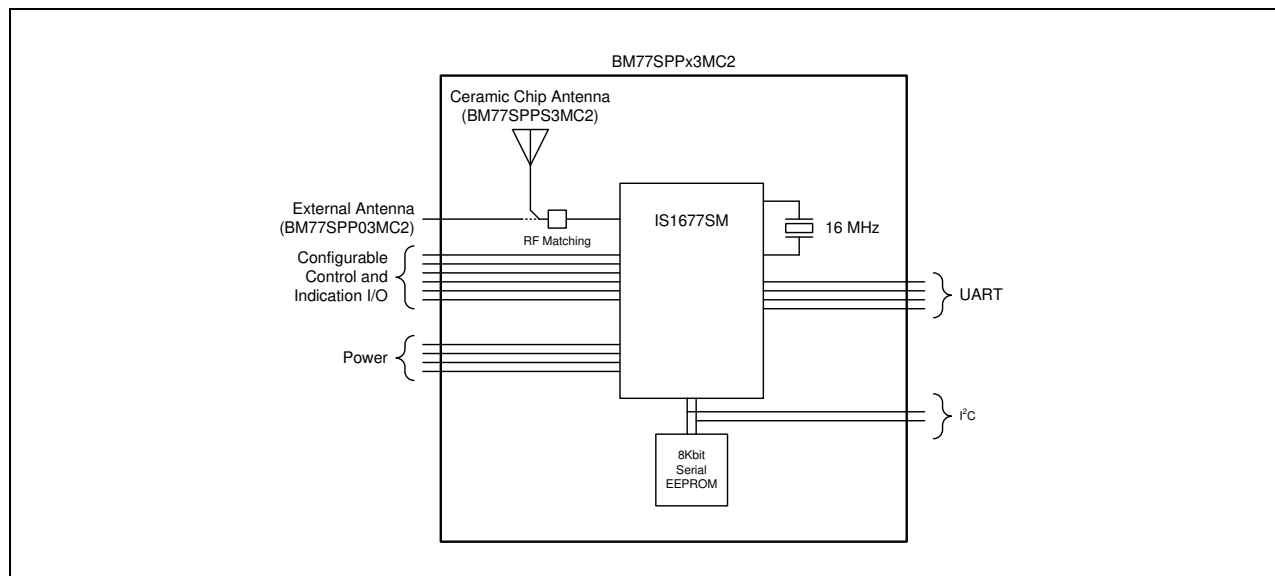 BM77SPPx3MC2
Ceramic Chip Antenna
(BM77SPPS3MC2)
External Antenna
(BM77SPP03MC2)
RF Matching
IS1677SM
16 MHz
Configurable
Control and
Indication I/O
UART
Power
I²C
8Kbit
Serial
EEPROM